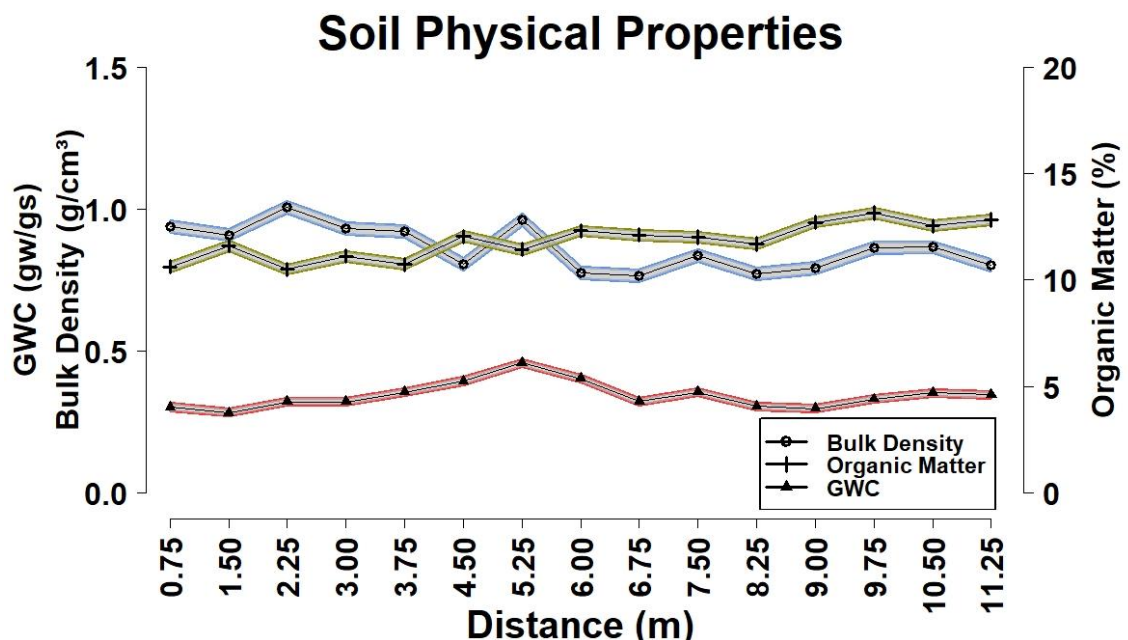 Soil Physical Properties
GWC (gw/gs)
Bulk Density (g/cm³)
1.5
1.0
0.5
0.0
20
15
10
5
0
Organic Matter (%)
Bulk Density
Organic Matter
GWC
0.75 1.50 2.25 3.00 3.75 4.50 5.25 6.00 6.75 7.50 8.25 9.00 9.75 10.50 11.25
Distance (m)